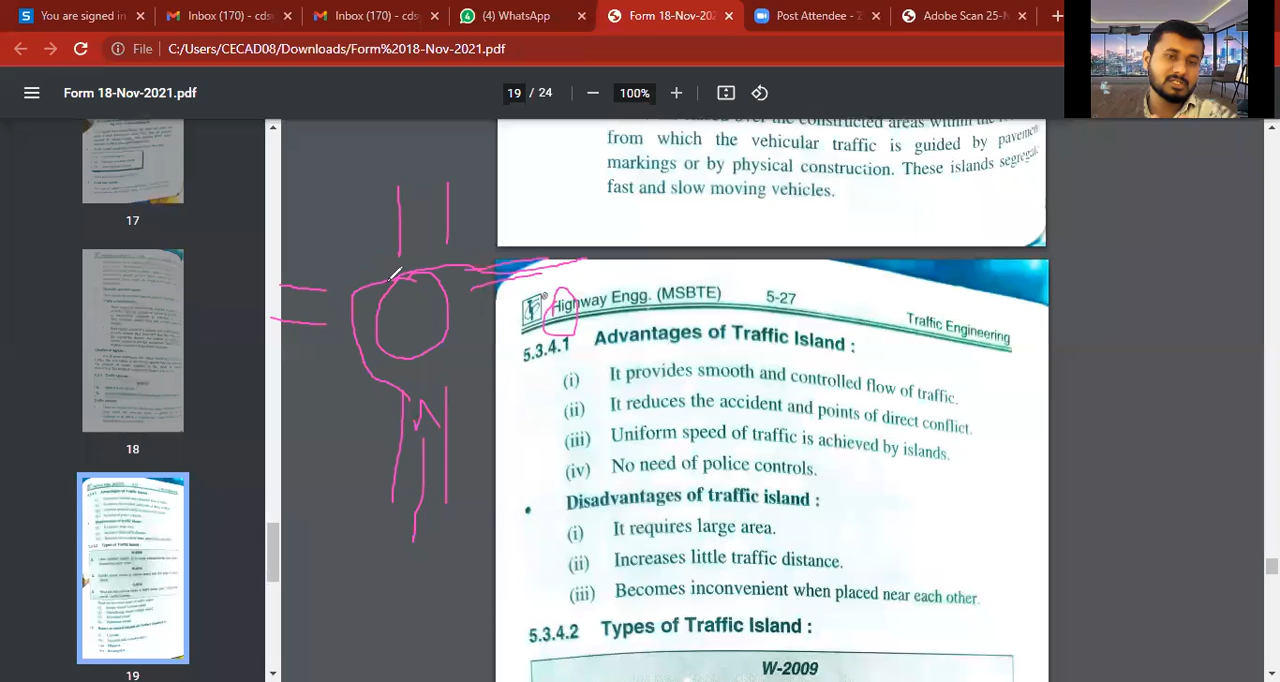 You are signed in
Inbox (170) - cds
Inbox (170) - cds
(4) WhatsApp
Form 18-Nov-202
Post Attendee - Z
Adobe Scan 25-N
File
C:/Users/CECAD08/Downloads/Form%2018-Nov-2021.pdf
Form 18-Nov-2021.pdf
19 / 24
100%
17
18
19
constructed areas within the
from which the vehicular traffic is guided by pavemen
markings or by physical construction. These islands segregat
fast and slow moving vehicles.
Highway Engg. (MSBTE)
5-27
Traffic Engineering
5.3.4.1 Advantages of Traffic Island :
(i) It provides smooth and controlled flow of traffic.
(ii) It reduces the accident and points of direct conflict.
(iii) Uniform speed of traffic is achieved by islands.
(iv) No need of police controls.
• Disadvantages of traffic island :
(i) It requires large area.
(ii) Increases little traffic distance.
(iii) Becomes inconvenient when placed near each other.
5.3.4.2 Types of Traffic Island :
W-2009